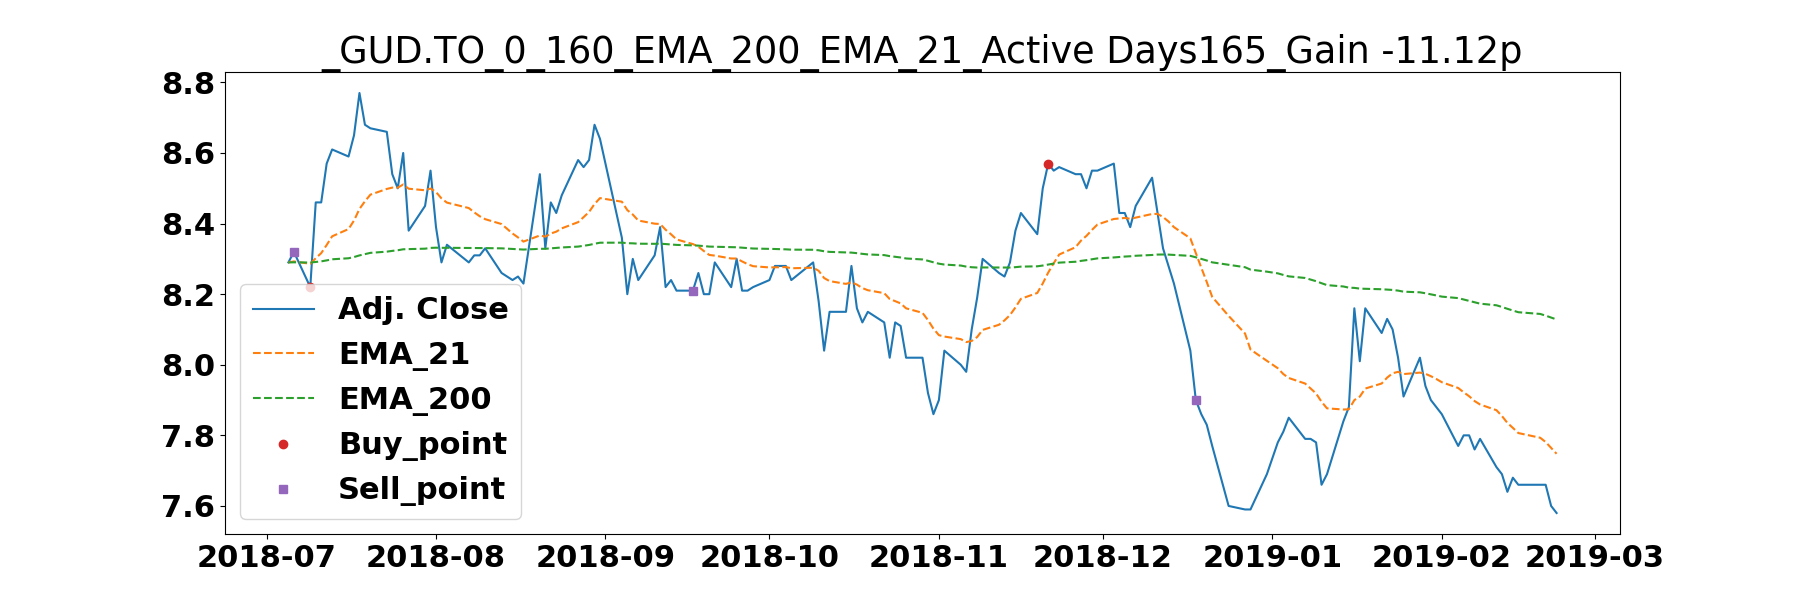 _GUD.TO_0_160_EMA_200_EMA_21_Active Days165_Gain -11.12p
8.8
8.6
8.4
8.2
8.0
7.8
7.6
Adj. Close
EMA_21
EMA_200
Buy_point
Sell_point
2018-07 2018-08 2018-09 2018-10 2018-11 2018-12 2019-01 2019-02 2019-03